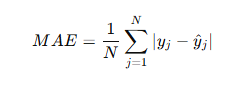 MAE = \frac{1}{N} \sum_{j=1}^{N} |y_j - \hat{y}_j|